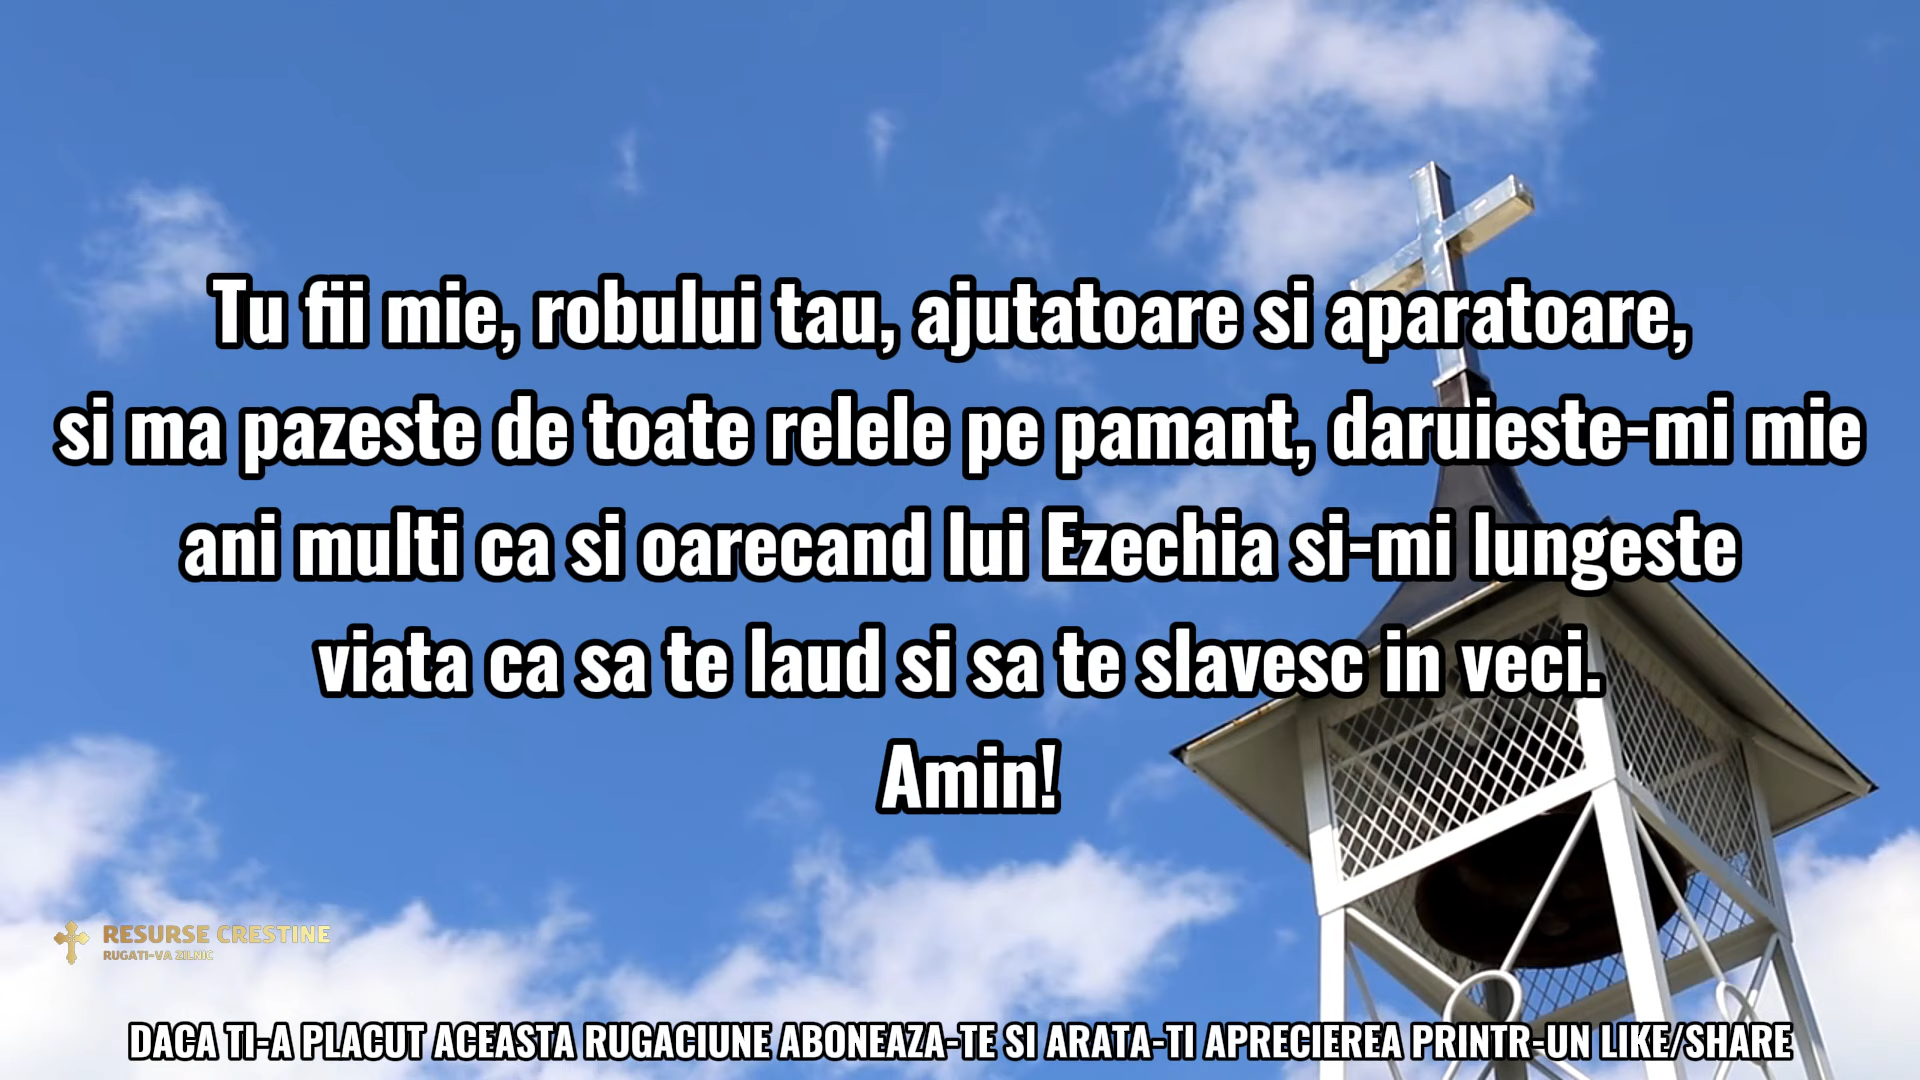 Tu fii mie, robului tau, ajutatoare si aparatoare,
si ma pazeste de toate relele pe pamant, daruieste-mi mie
ani multi ca si oarecand lui Ezechia si-mi lungeste
viata ca sa te laud si sa te slavesc in veci.
Amin!
RESURSE CRESTINE
RUGATI-VA ZILNIC
DACA TI-A PLACUT ACEASTA RUGACIUNE ABONEAZA-TE SI ARATA-TI APRECIEREA PRINTR-UN LIKE/SHARE